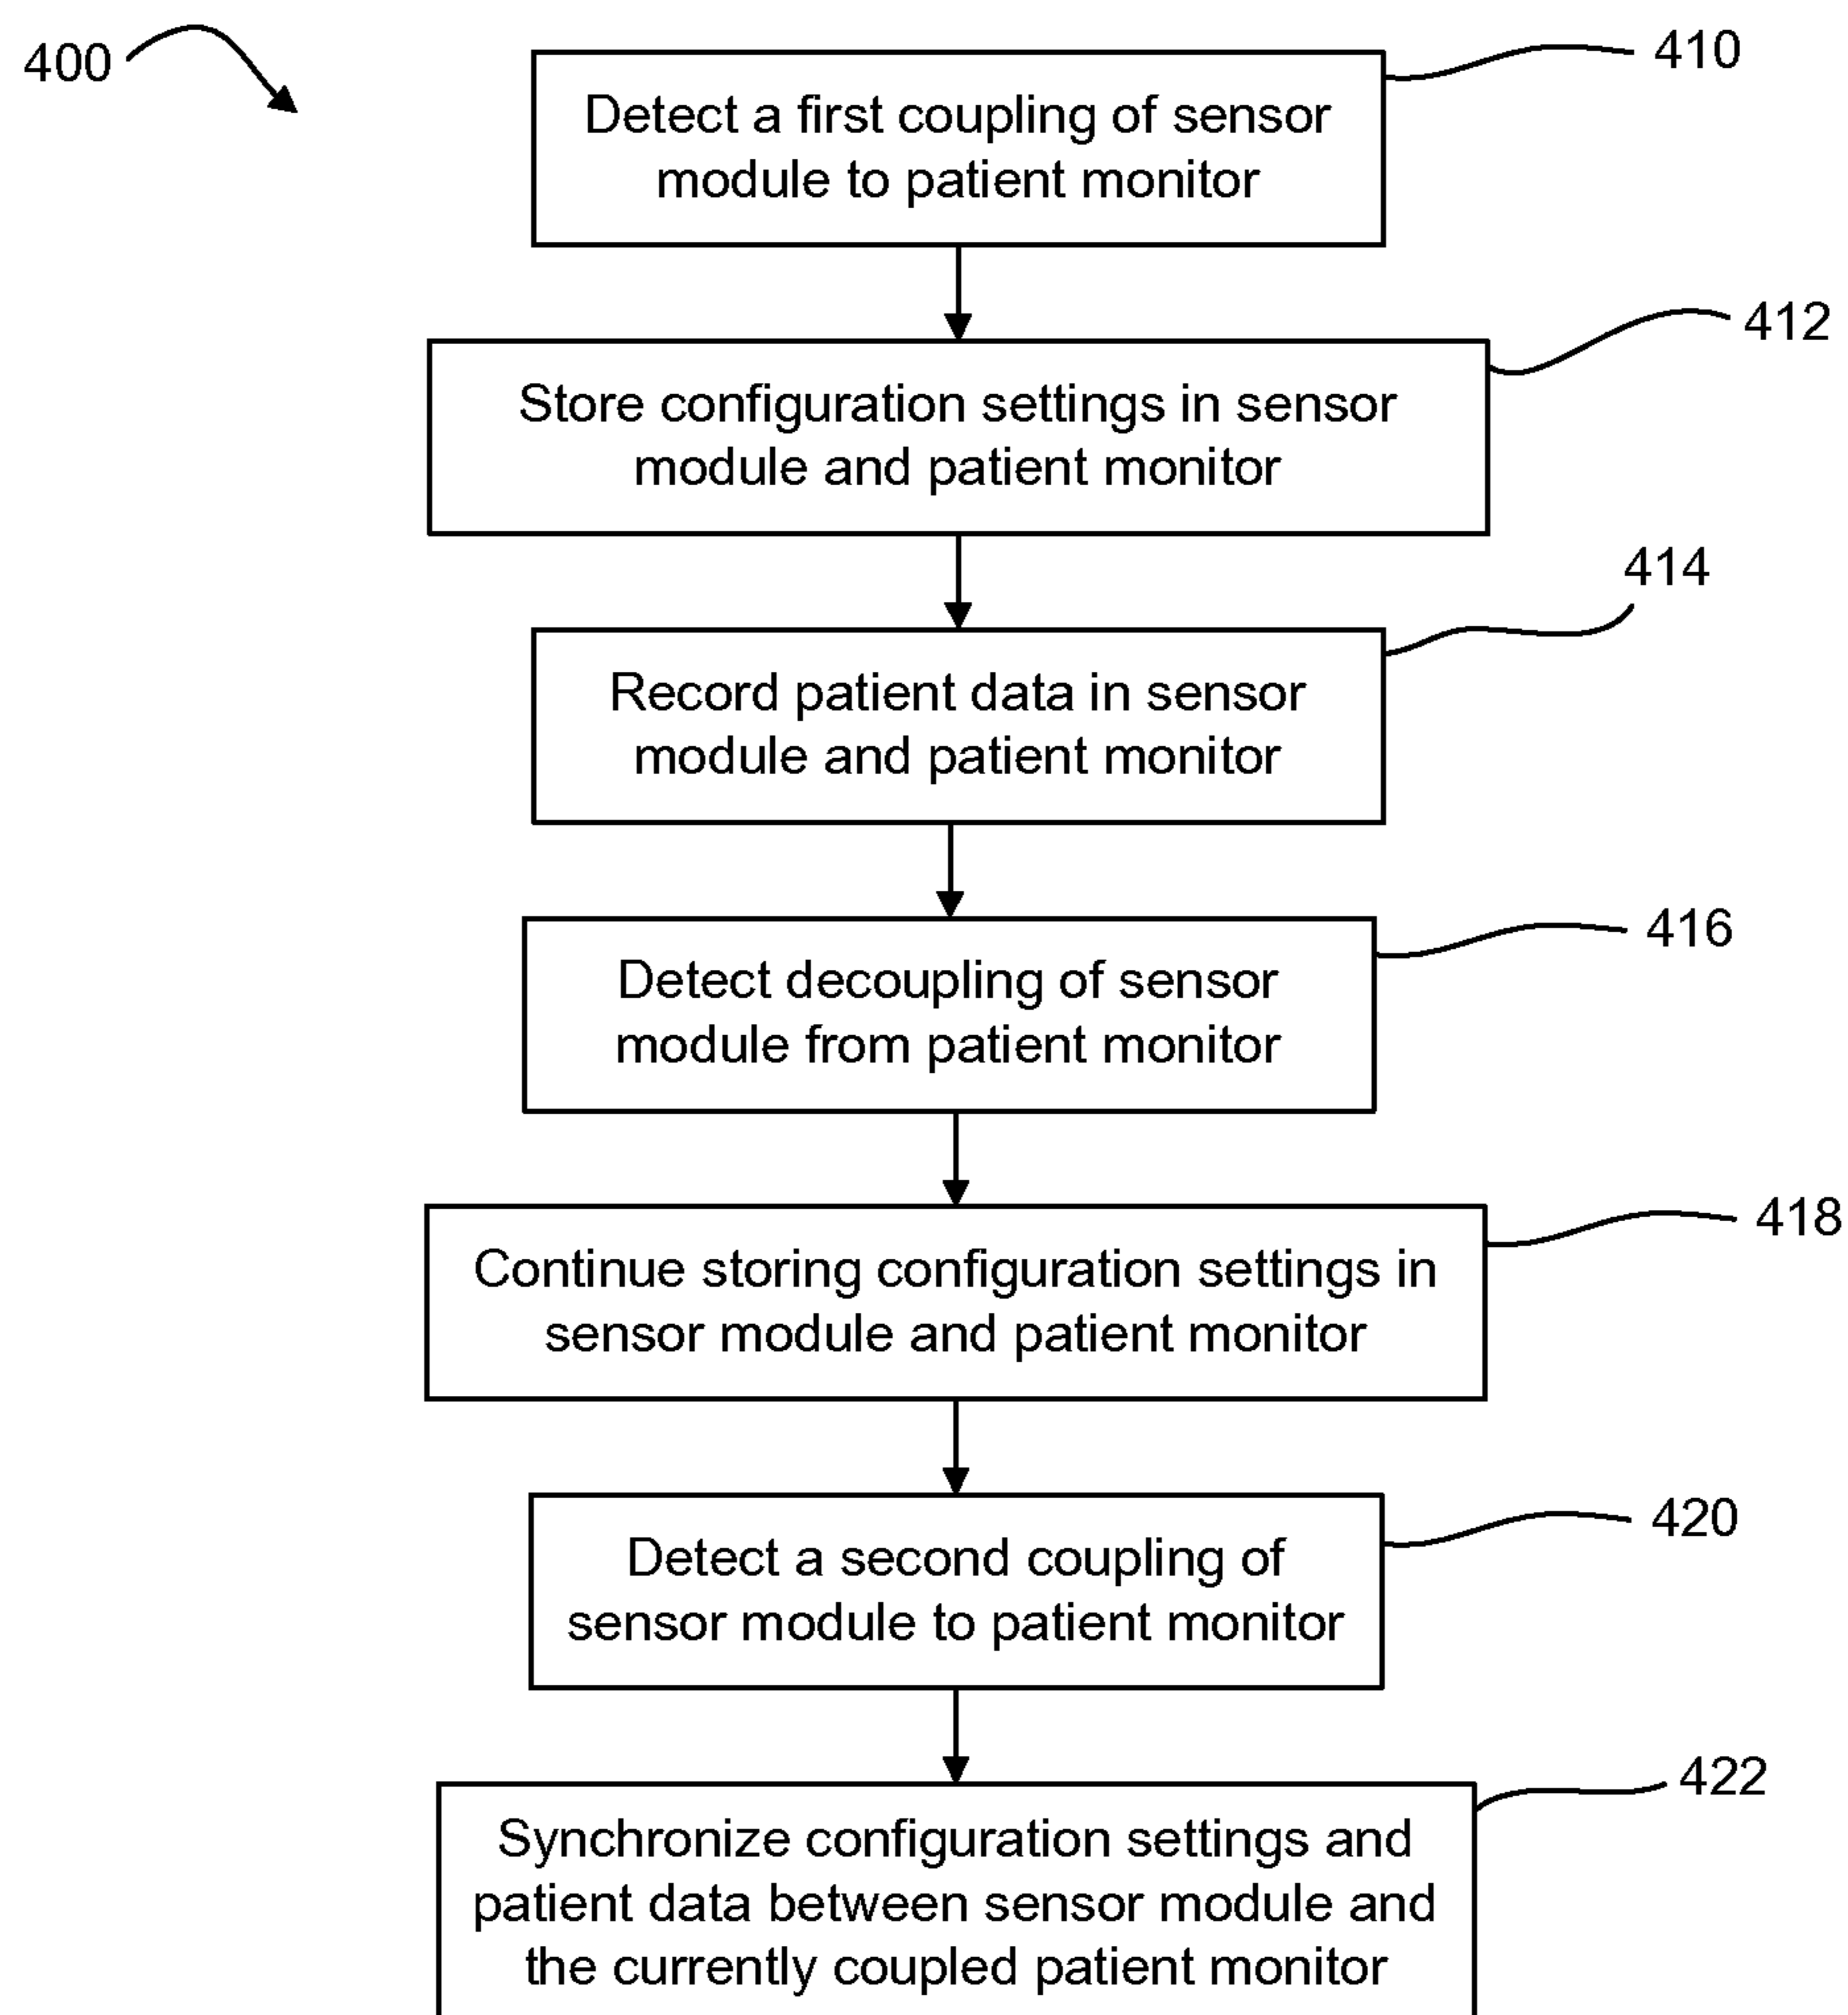 400
410
Detect a first coupling of sensor
module to patient monitor
412
Store configuration settings in sensor
module and patient monitor
414
Record patient data in sensor
module and patient monitor
416
Detect decoupling of sensor
module from patient monitor
418
Continue storing configuration settings in
sensor module and patient monitor
420
Detect a second coupling of
sensor module to patient monitor
422
Synchronize configuration settings and
patient data between sensor module and
the currently coupled patient monitor